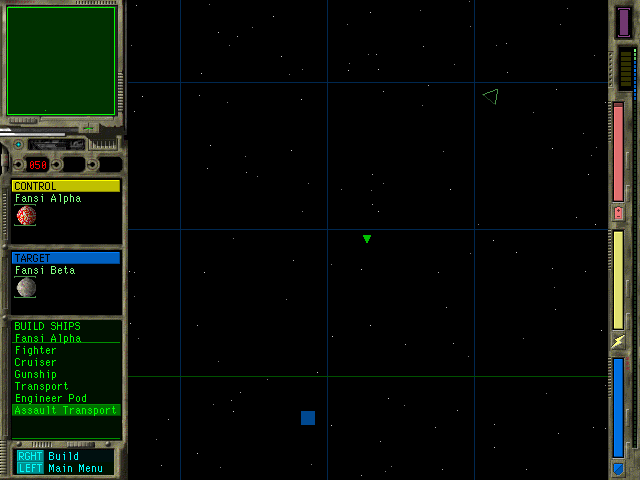 050
CONTROL
Fansi Alpha
TARGET
Fansi Beta
BUILD SHIPS
Fansi Alpha
Fighter
Cruiser
Gunship
Transport
Engineer Pod
Assault Transport
RGHT Build
LEFT Main Menu